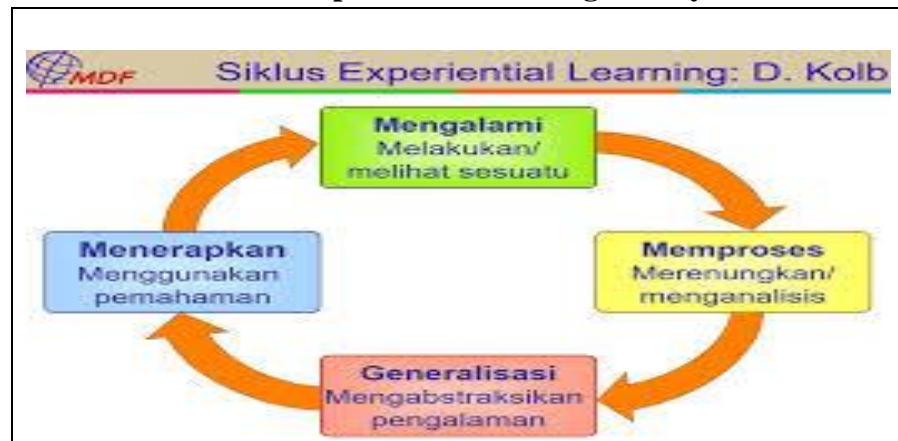 MDF
Siklus Experiential Learning: D. Kolb
Mengalami
Melakukan/
melihat sesuatu
Memproses
Merenungkan/
menganalisis
Generalisasi
Mengabstraksikan
pengalaman
Menerapkan
Menggunakan
pemahaman